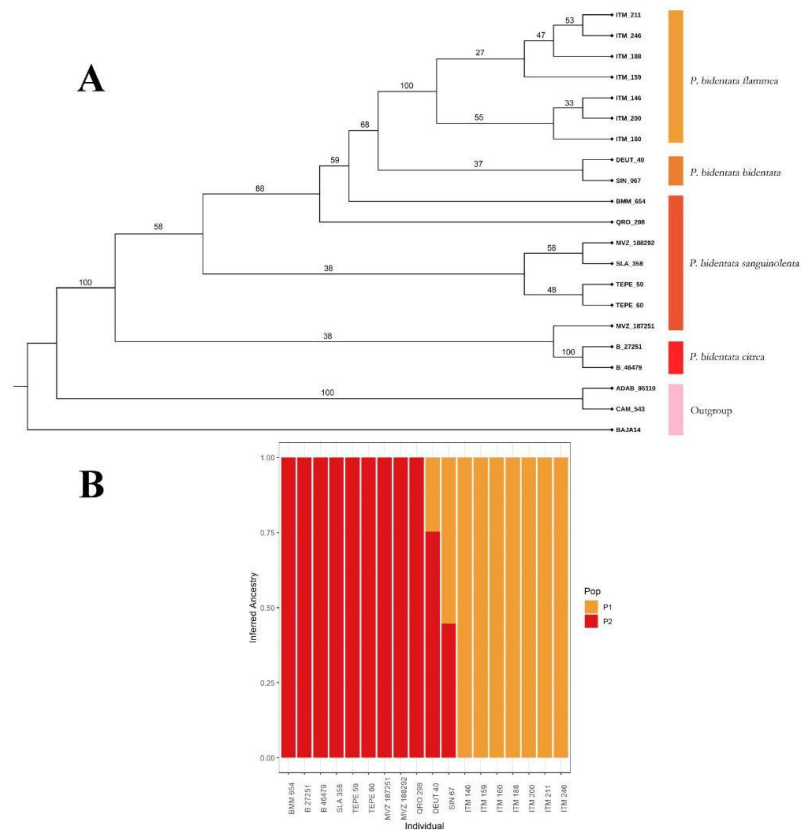 A
53
47
27
100
33
55
68
59
37
88
58
58
38
48
100
38
100
100
ITM_211
ITM_246
ITM_188
ITM_159
ITM_146
ITM_200
ITM_160
DEUT_40
SIN_067
BMM_654
QRO_298
MVZ_188292
SLA_358
TEPE_59
TEPE_60
MVZ_187251
B_27251
B_46479
ADAB_95110
CAM_543
BAJA14
P. bidentata flammea
P. bidentata bidentata
P. bidentata sanguinolenta
P. bidentata citrea
Outgroup
B
1.00
0.75
0.50
0.25
0.00
Inferred Ancestry
Pop
P1
P2
BMM 654
B 27251
B 46479
SLA 358
TEPE 59
TEPE 60
MVZ 187251
MVZ 188292
QRO 298
DEUT 40
SIN 67
ITM 146
ITM 159
ITM 160
ITM 188
ITM 200
ITM 211
ITM 246
Individual